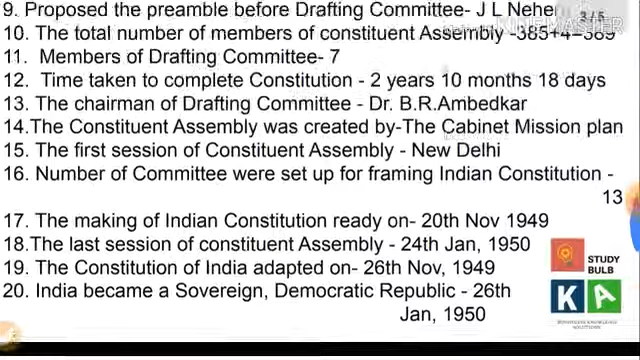 9. Proposed the preamble before Drafting Committee- J L Nehe
3/5
10. The total number of members of constituent Assembly -385+4=389
KINEMASTER
11. Members of Drafting Committee- 7
12. Time taken to complete Constitution - 2 years 10 months 18 days
13. The chairman of Drafting Committee - Dr. B.R.Ambedkar
14.The Constituent Assembly was created by-The Cabinet Mission plan
15. The first session of Constituent Assembly - New Delhi
16. Number of Committee were set up for framing Indian Constitution -
13
17. The making of Indian Constitution ready on- 20th Nov 1949
18.The last session of constituent Assembly - 24th Jan, 1950
19. The Constitution of India adapted on- 26th Nov, 1949
20. India became a Sovereign, Democratic Republic - 26th
Jan, 1950
STUDY
BULB
KA